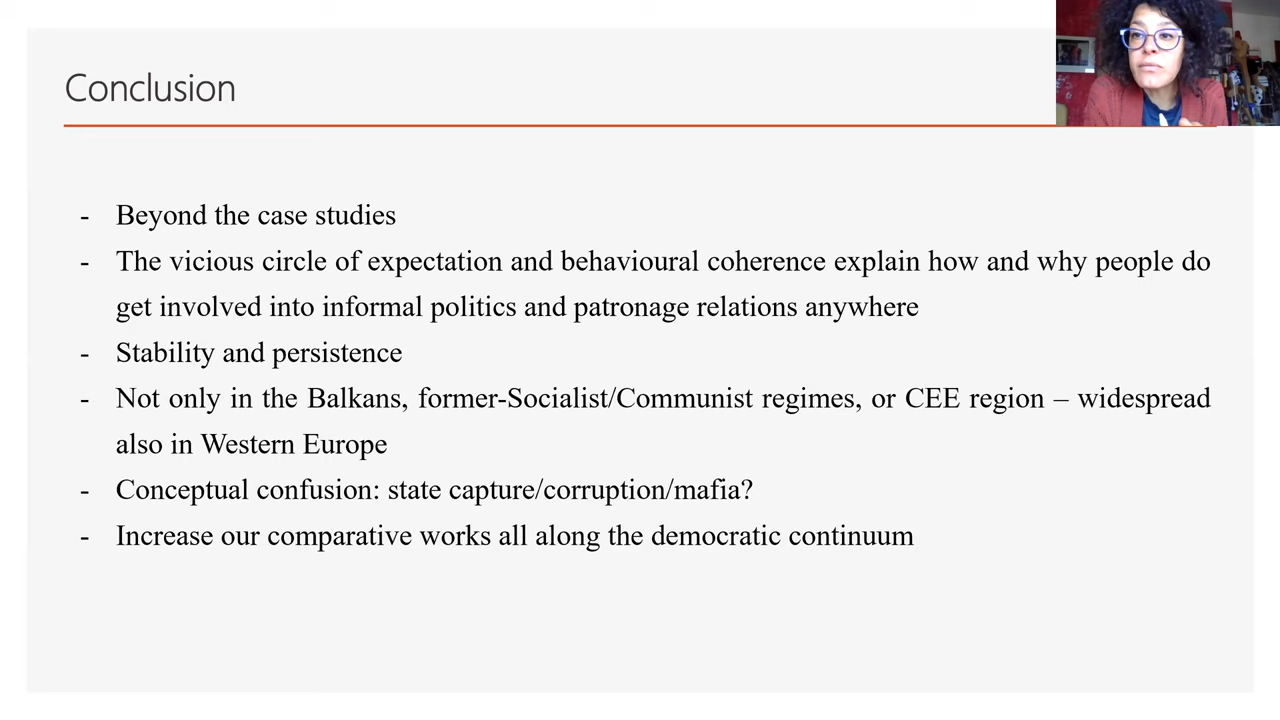 Conclusion
- Beyond the case studies
- The vicious circle of expectation and behavioural coherence explain how and why people do
get involved into informal politics and patronage relations anywhere
- Stability and persistence
- Not only in the Balkans, former-Socialist/Communist regimes, or CEE region – widespread
also in Western Europe
- Conceptual confusion: state capture/corruption/mafia?
- Increase our comparative works all along the democratic continuum